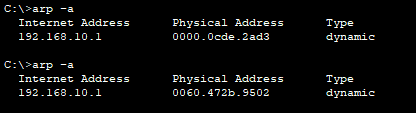 C:\>arp -a
Internet Address Physical Address Type
192.168.10.1 0000.0cde.2ad3 dynamic
C:\>arp -a
Internet Address Physical Address Type
192.168.10.1 0060.472b.9502 dynamic